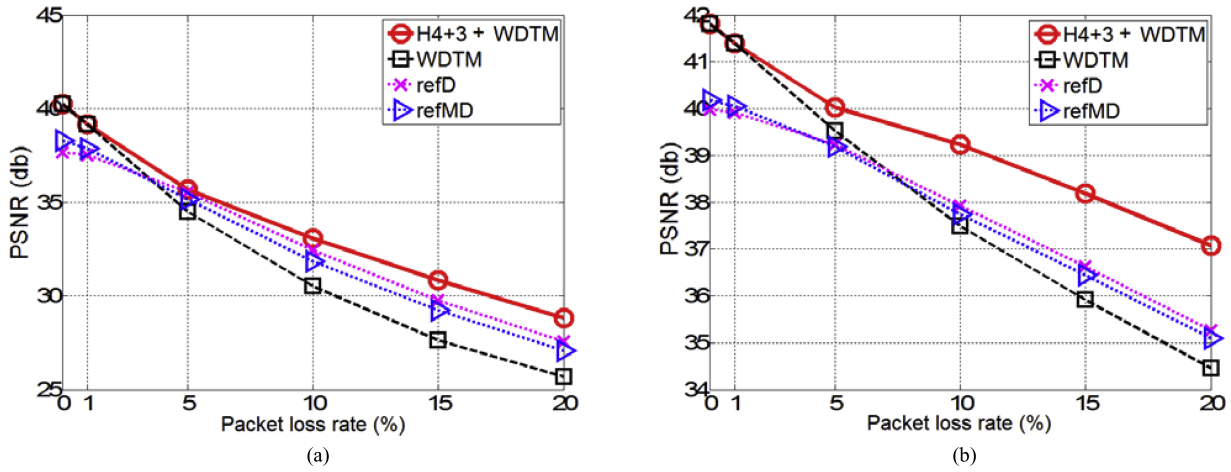 45
40
35
30
25
PSNR (db)
0 1 5 10 15 20
Packet loss rate (%)
H4+3 + WDTM
WDTM
refD
refMD
(a)
43
42
41
40
39
38
37
36
35
34
PSNR (db)
0 1 5 10 15 20
Packet loss rate (%)
H4+3 + WDTM
WDTM
refD
refMD
(b)